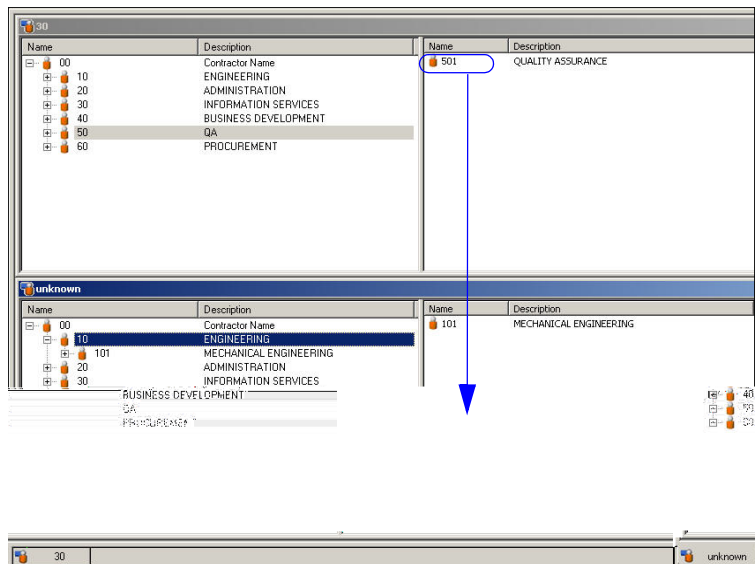 30
Name Description Name Description
00 Contractor Name 501 QUALITY ASSURANCE
10 ENGINEERING
20 ADMINISTRATION
30 INFORMATION SERVICES
40 BUSINESS DEVELOPMENT
50 QA
60 PROCUREMENT
unknown
Name Description Name Description
00 Contractor Name 101 MECHANICAL ENGINEERING
10 ENGINEERING
101 MECHANICAL ENGINEERING
20 ADMINISTRATION
30 INFORMATION SERVICES
BUSINESS DEVELOPMENT 40
QA
PROCUREMENT
30 unknown